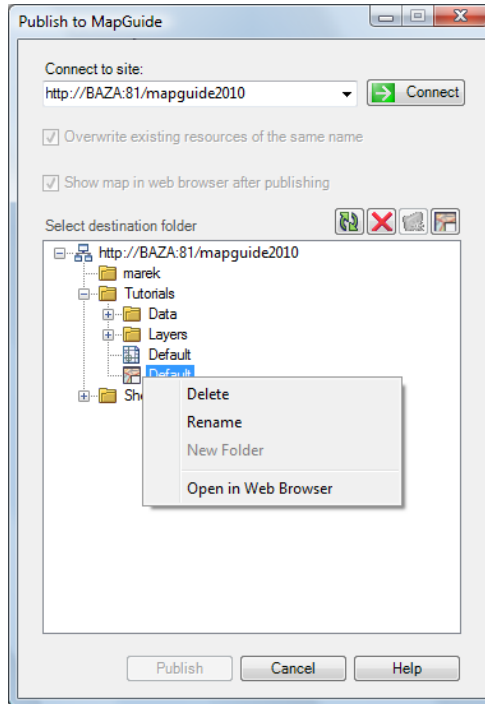 Publish to MapGuide
Connect to site:
http://BAZA:81/mapguide2010
Connect
Overwrite existing resources of the same name
Show map in web browser after publishing
Select destination folder
http://BAZA:81/mapguide2010
marek
Tutorials
Data
Layers
Default
Default
Sh
Delete
Rename
New Folder
Open in Web Browser
Publish
Cancel
Help